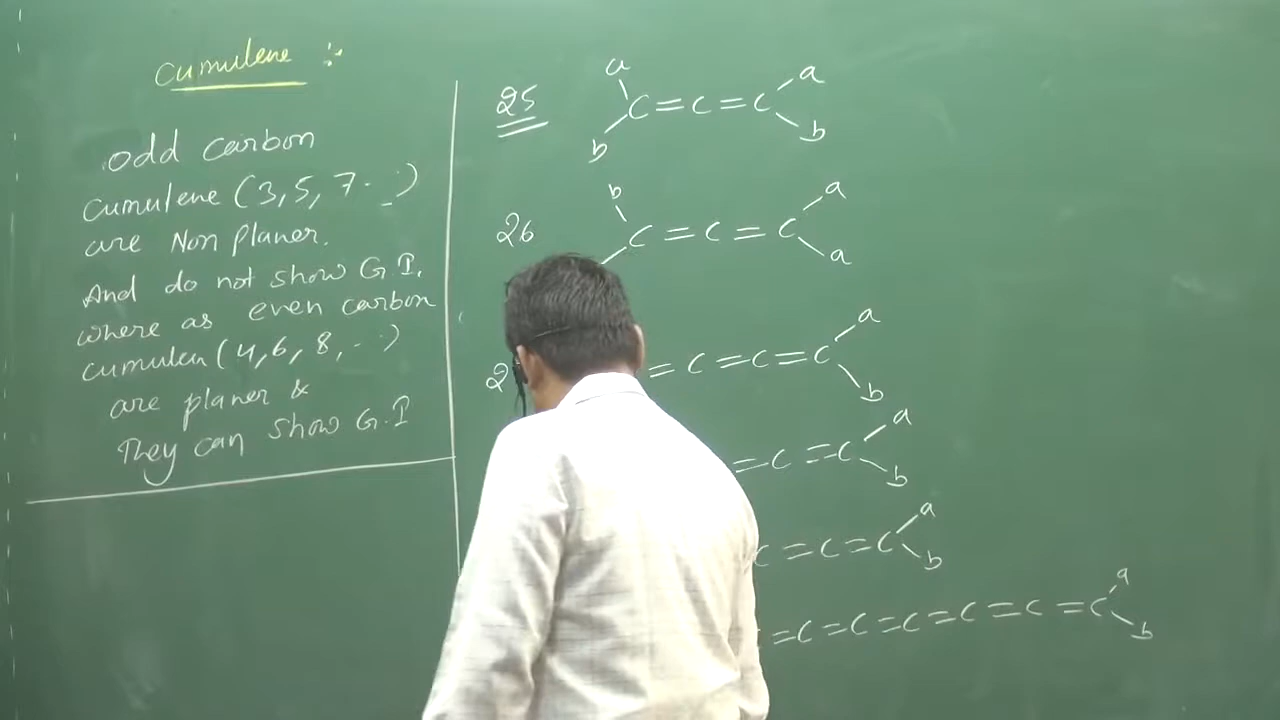 Cumulene :-
odd carbon
cumulene (3, 5, 7 - - )
are Non planer.
And do not show G.I.
where as even carbon
cumulen (4, 6, 8, - - )
are planer &
They can show G.I
25
a a
C = C = C
b b
26
b a
C = C = C
a
2
a
= C = C = C
b
a
= C = C
b
a
C = C = C
b
a
= C = C = C = C = C = C
b